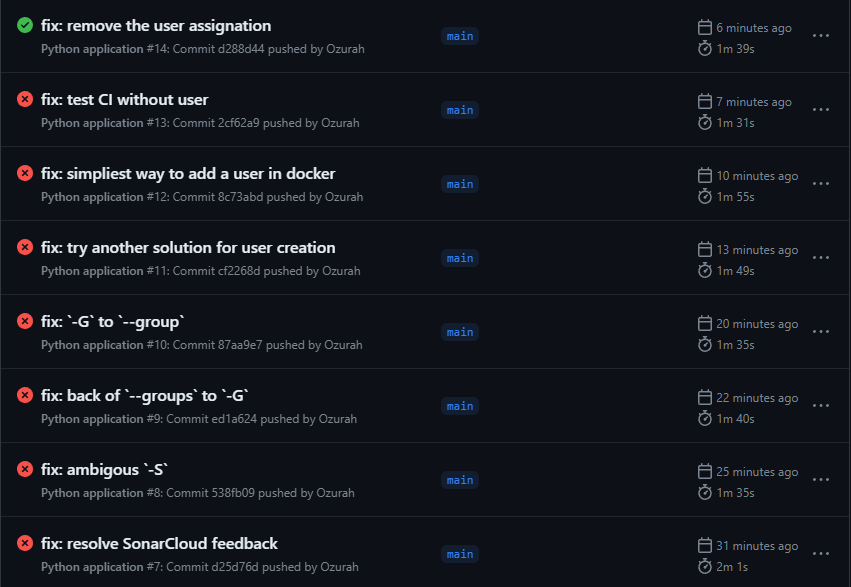 fix: remove the user assignation
Python application #14: Commit d288d44 pushed by Ozurah
main
6 minutes ago
1m 39s
fix: test CI without user
Python application #13: Commit 2cf62a9 pushed by Ozurah
main
7 minutes ago
1m 31s
fix: simpliest way to add a user in docker
Python application #12: Commit 8c73abd pushed by Ozurah
main
10 minutes ago
1m 55s
fix: try another solution for user creation
Python application #11: Commit cf2268d pushed by Ozurah
main
13 minutes ago
1m 49s
fix: `-G` to `--group`
Python application #10: Commit 87aa9e7 pushed by Ozurah
main
20 minutes ago
1m 35s
fix: back of `--groups` to `-G`
Python application #9: Commit ed1a624 pushed by Ozurah
main
22 minutes ago
1m 40s
fix: ambigous `-S`
Python application #8: Commit 538fb09 pushed by Ozurah
main
25 minutes ago
1m 35s
fix: resolve SonarCloud feedback
Python application #7: Commit d25d76d pushed by Ozurah
main
31 minutes ago
2m 1s